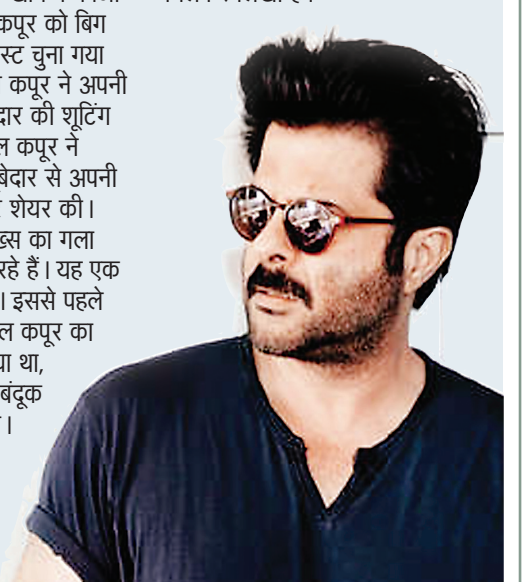 कपूर को बिग
स्ट चुना गया
कपूर ने अपनी
दार की शूटिंग
ल कपूर ने
बेदार से अपनी
शेयर की।
ख्स का गला
रहे हैं। यह एक
। इससे पहले
ल कपूर का
या था,
बंदूक
।